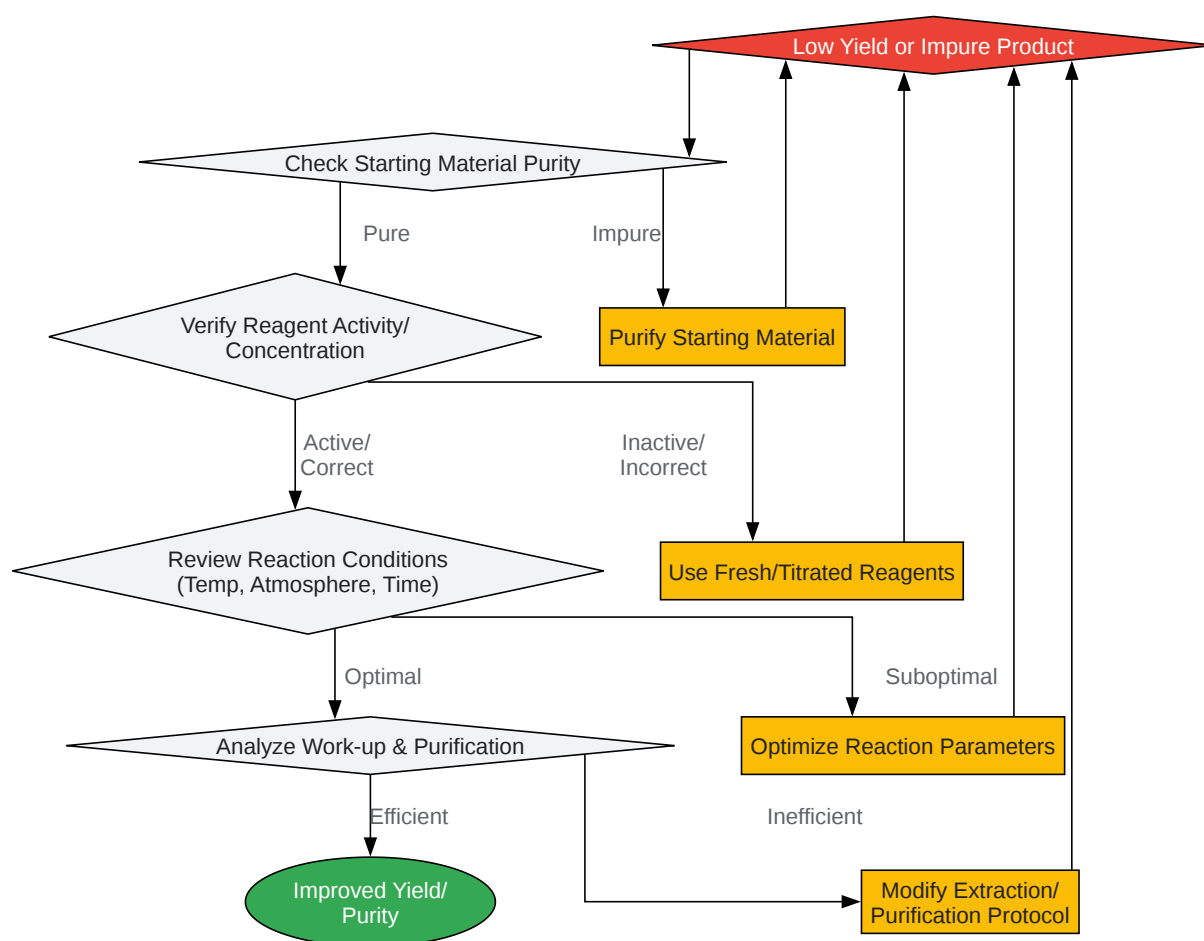 Low Yield or Impure Product
Check Starting Material Purity
Pure
Impure
Verify Reagent Activity/
Concentration
Purify Starting Material
Active/
Correct
Inactive/
Incorrect
Review Reaction Conditions
(Temp, Atmosphere, Time)
Use Fresh/Titrated Reagents
Optimal
Suboptimal
Analyze Work-up & Purification
Optimize Reaction Parameters
Efficient
Inefficient
Improved Yield/
Purity
Modify Extraction/
Purification Protocol